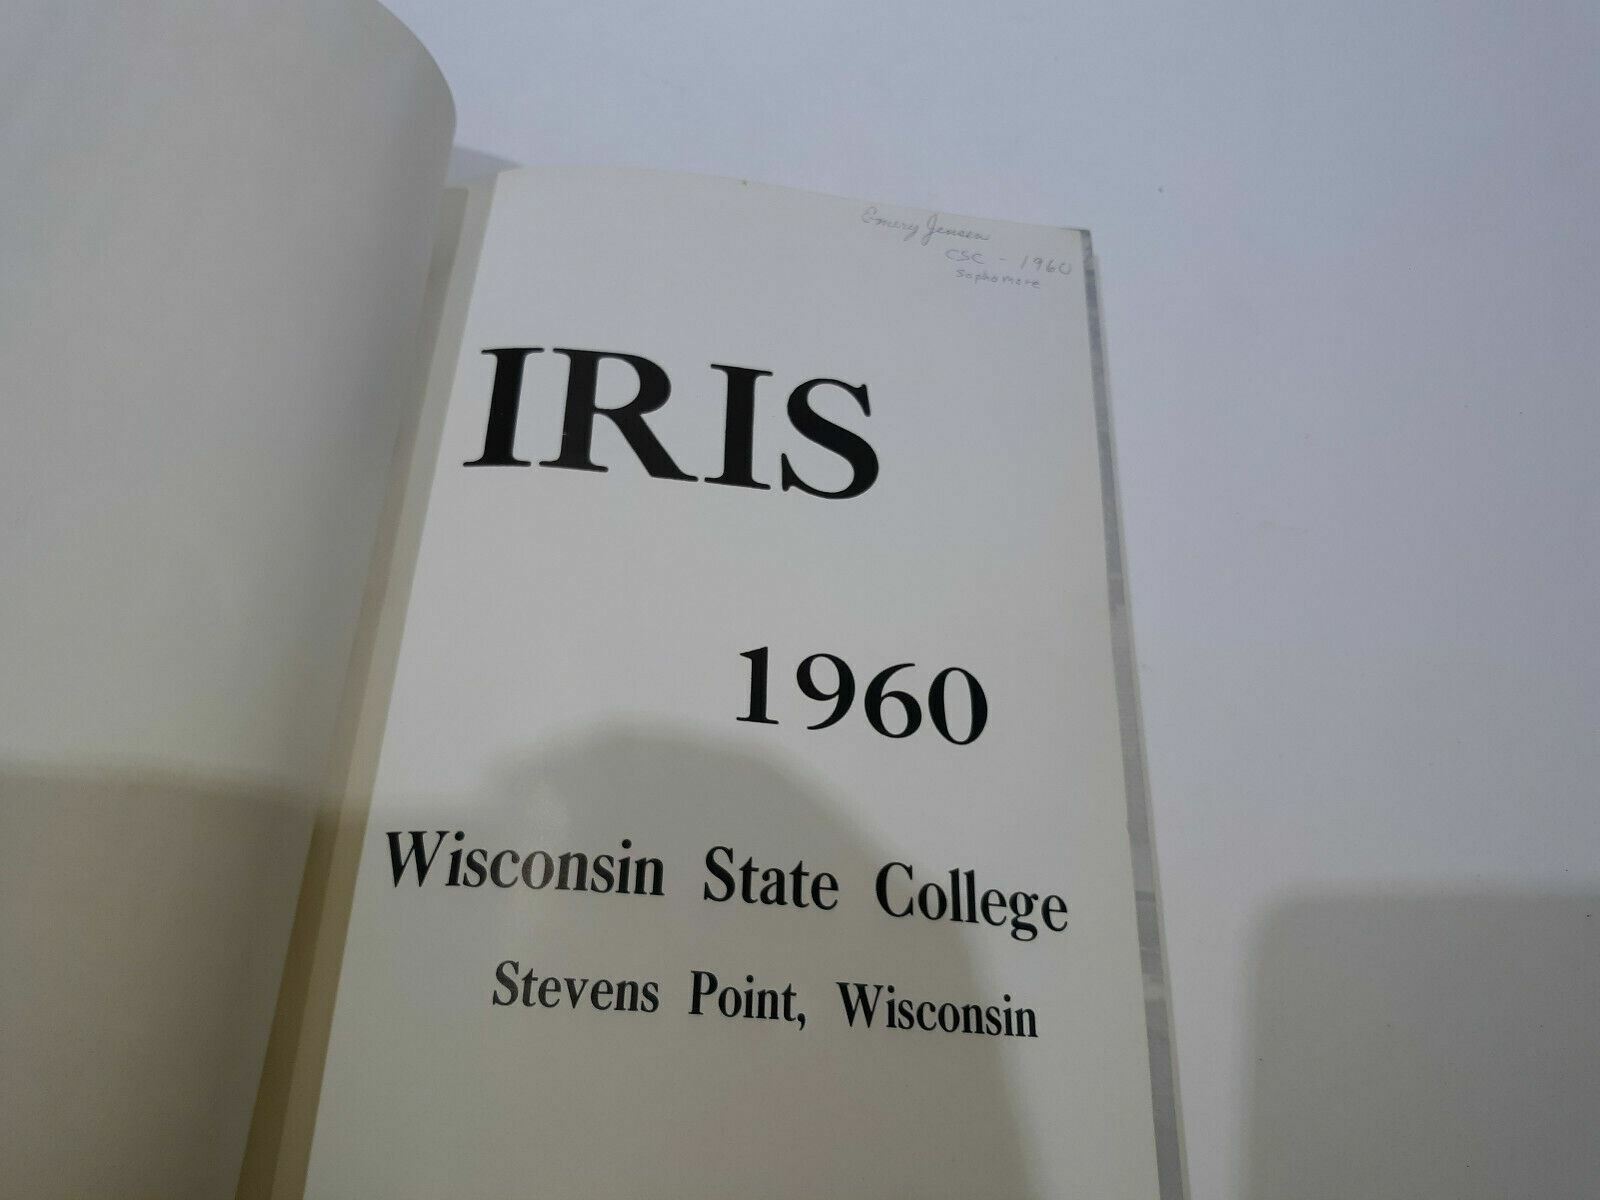 Emery Jensen
CSC - 1960
Sophomore
IRIS
1960
Wisconsin State College
Stevens Point, Wisconsin